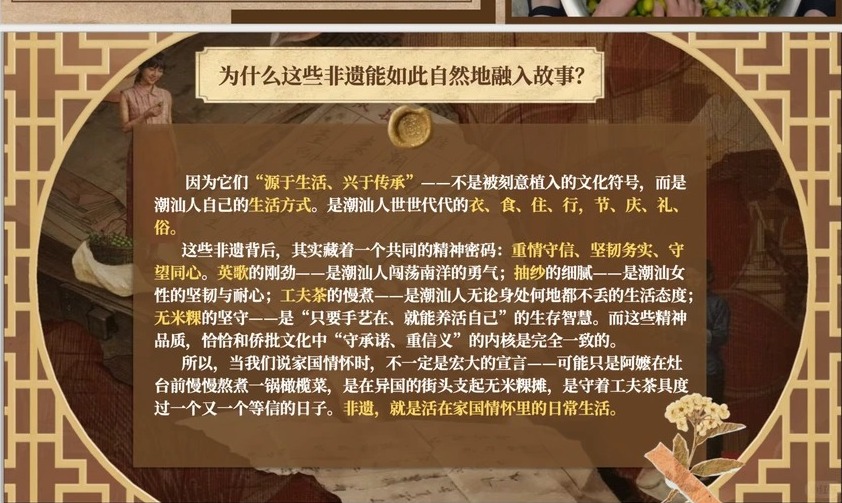 为什么这些非遗能如此自然地融入故事？
因为它们“源于生活、兴于传承”——不是被刻意植入的文化符号，而是
潮汕人自己的生活方式。是潮汕人世世代代的衣、食、住、行，节、庆、礼、
俗。
这些非遗背后，其实藏着一个共同的精神密码：重情守信、坚韧务实、守
望同心。英歌的刚劲——是潮汕人闯荡南洋的勇气；抽纱的细腻——是潮汕女
性的坚韧与耐心；工夫茶的慢煮——是潮汕人无论身处何地都不丢的生活态度；
无米粿的坚守——是“只要手艺在、就能养活自己”的生存智慧。而这些精神
品质，恰恰和侨批文化中“守承诺、重信义”的内核是完全一致的。
所以，当我们说家国情怀时，不一定是宏大的宣言——可能只是阿嬷在灶
台前慢慢熬煮一锅橄榄菜，是在异国的街头支起无米粿摊，是守着工夫茶具度
过一个又一个等信的日子。非遗，就是活在家国情怀里的日常生活。